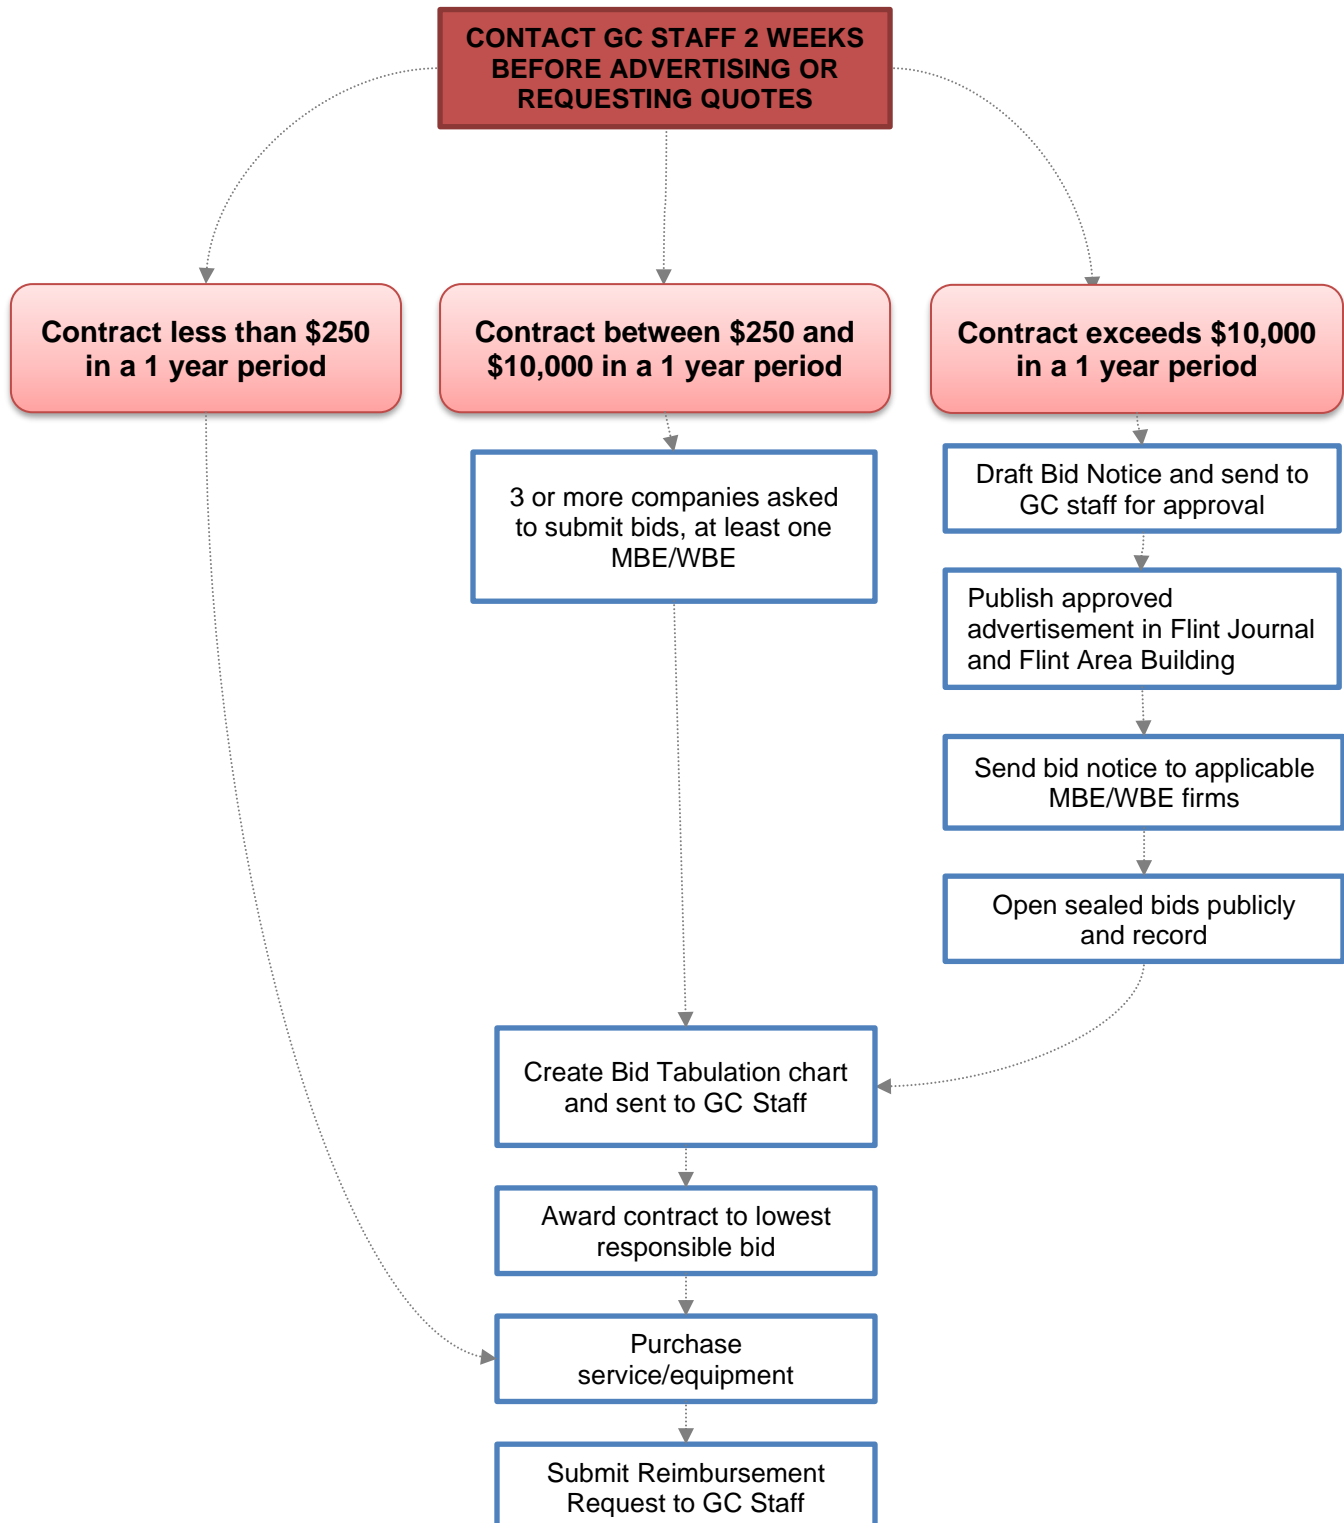 CONTACT GC STAFF 2 WEEKS
BEFORE ADVERTISING OR
REQUESTING QUOTES
Contract less than $250
in a 1 year period
Contract between $250 and
$10,000 in a 1 year period
Contract exceeds $10,000
in a 1 year period
3 or more companies asked
to submit bids, at least one
MBE/WBE
Draft Bid Notice and send to
GC staff for approval
Publish approved
advertisement in Flint Journal
and Flint Area Building
Send bid notice to applicable
MBE/WBE firms
Open sealed bids publicly
and record
Create Bid Tabulation chart
and sent to GC Staff
Award contract to lowest
responsible bid
Purchase
service/equipment
Submit Reimbursement
Request to GC Staff